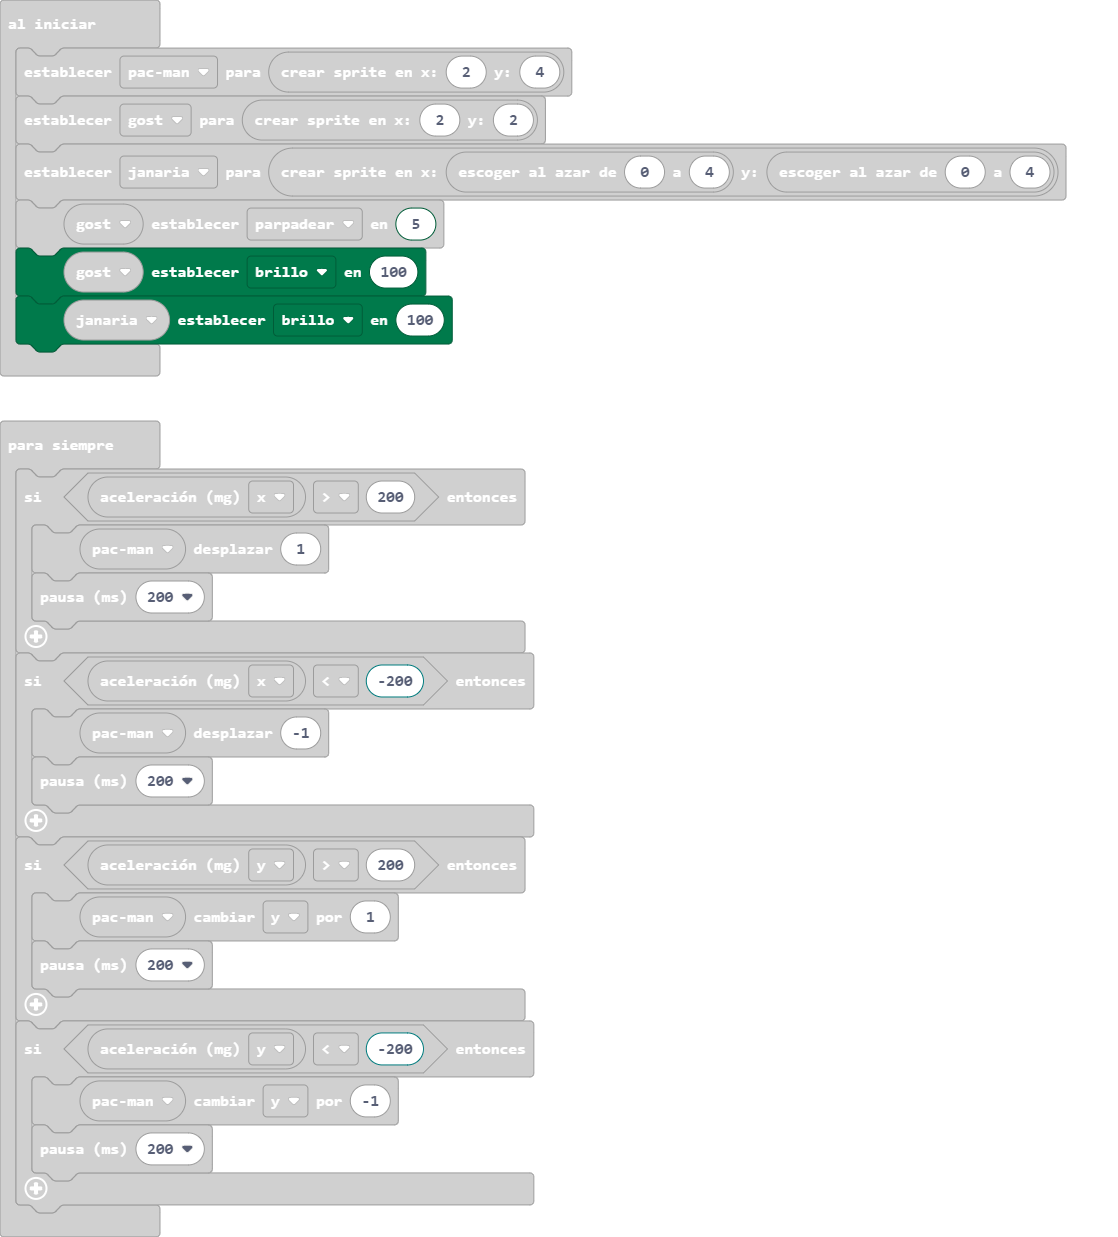 al iniciar
establecer pac-man para crear sprite en x: 2 y: 4
establecer gost para crear sprite en x: 2 y: 2
establecer janaria para crear sprite en x: escoger al azar de 0 a 4 y: escoger al azar de 0 a 4
gost establecer parpadear en 5
gost establecer brillo en 100
janaria establecer brillo en 100
para siempre
si aceleración (mg) x > 200 entonces
pac-man desplazar 1
pausa (ms) 200
si aceleración (mg) x < -200 entonces
pac-man desplazar -1
pausa (ms) 200
si aceleración (mg) y > 200 entonces
pac-man cambiar y por 1
pausa (ms) 200
si aceleración (mg) y < -200 entonces
pac-man cambiar y por -1
pausa (ms) 200